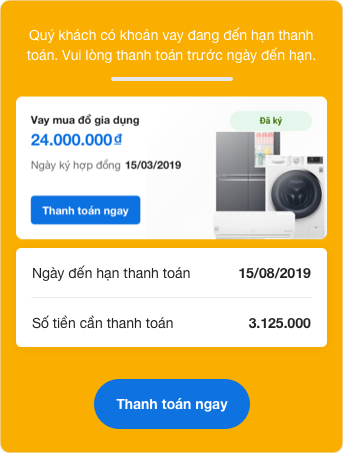 Quý khách có khoản vay đang đến hạn thanh
toán. Vui lòng thanh toán trước ngày đến hạn.
Vay mua đồ gia dụng
Đã ký
24.000.000₫
Ngày ký hợp đồng 15/03/2019
Thanh toán ngay
Ngày đến hạn thanh toán 15/08/2019
Số tiền cần thanh toán 3.125.000
Thanh toán ngay